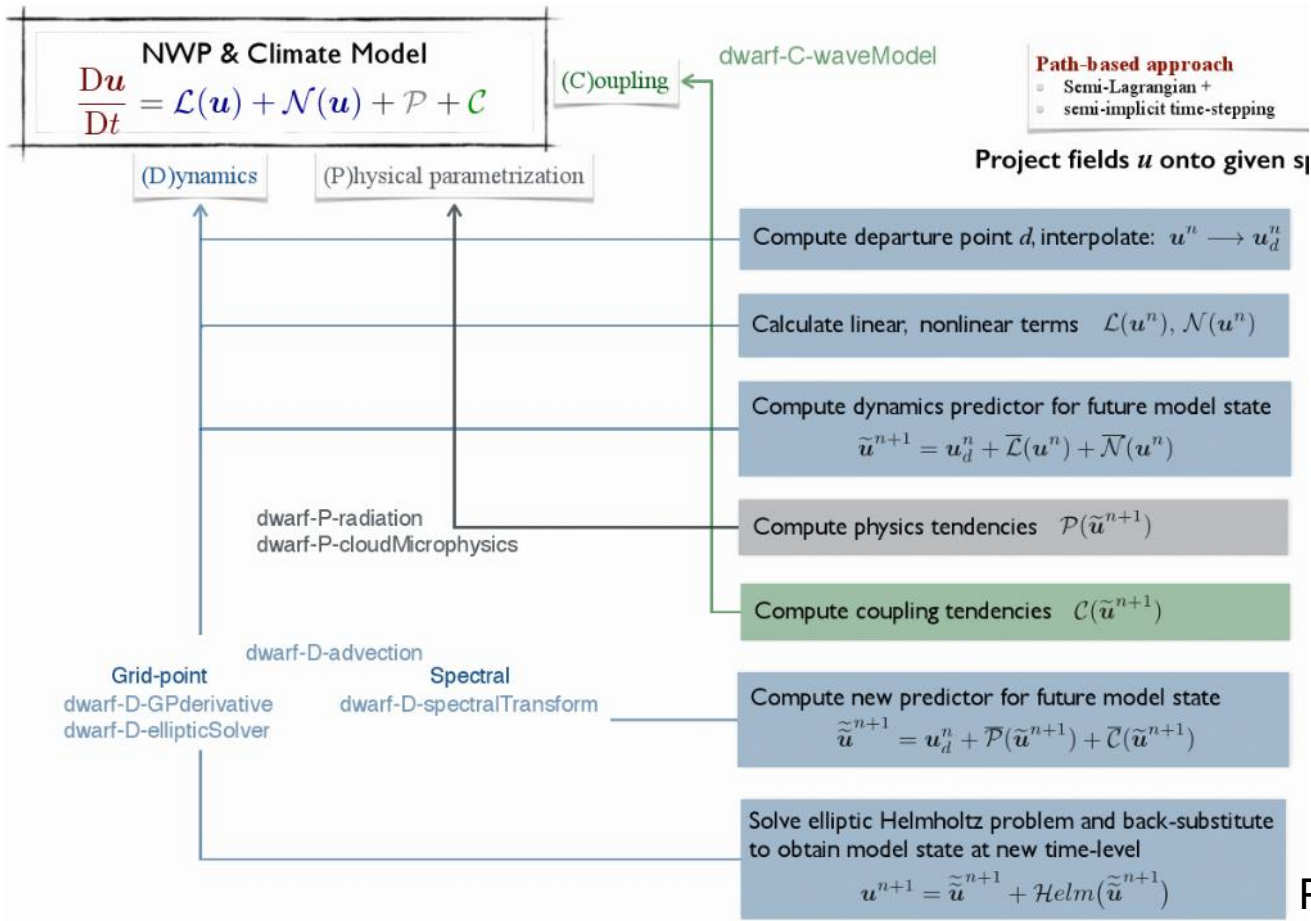 NWP & Climate Model
Du/Dt = ℒ(u) + 𝒩(u) + 𝒫 + 𝒞
(C)oupling
dwarf-C-waveModel
Path-based approach
Semi-Lagrangian +
semi-implicit time-stepping
Project fields u onto given sp
(D)ynamics
(P)hysical parametrization
Compute departure point d, interpolate: uⁿ ⟶ u_dⁿ
Calculate linear, nonlinear terms ℒ(uⁿ), 𝒩(uⁿ)
Compute dynamics predictor for future model state
ũⁿ⁺¹ = u_dⁿ + ℒ̅(uⁿ) + 𝒩̅(uⁿ)
dwarf-P-radiation
dwarf-P-cloudMicrophysics
Compute physics tendencies 𝒫(ũⁿ⁺¹)
Compute coupling tendencies 𝒞(ũⁿ⁺¹)
dwarf-D-advection
Grid-point
Spectral
dwarf-D-GPderivative
dwarf-D-spectralTransform
dwarf-D-ellipticSolver
Compute new predictor for future model state
ũ̃ⁿ⁺¹ = u_dⁿ + 𝒫̅(ũⁿ⁺¹) + 𝒞̅(ũⁿ⁺¹)
Solve elliptic Helmholtz problem and back-substitute
to obtain model state at new time-level
uⁿ⁺¹ = ũ̃ⁿ⁺¹ + ℋelm(ũ̃ⁿ⁺¹)